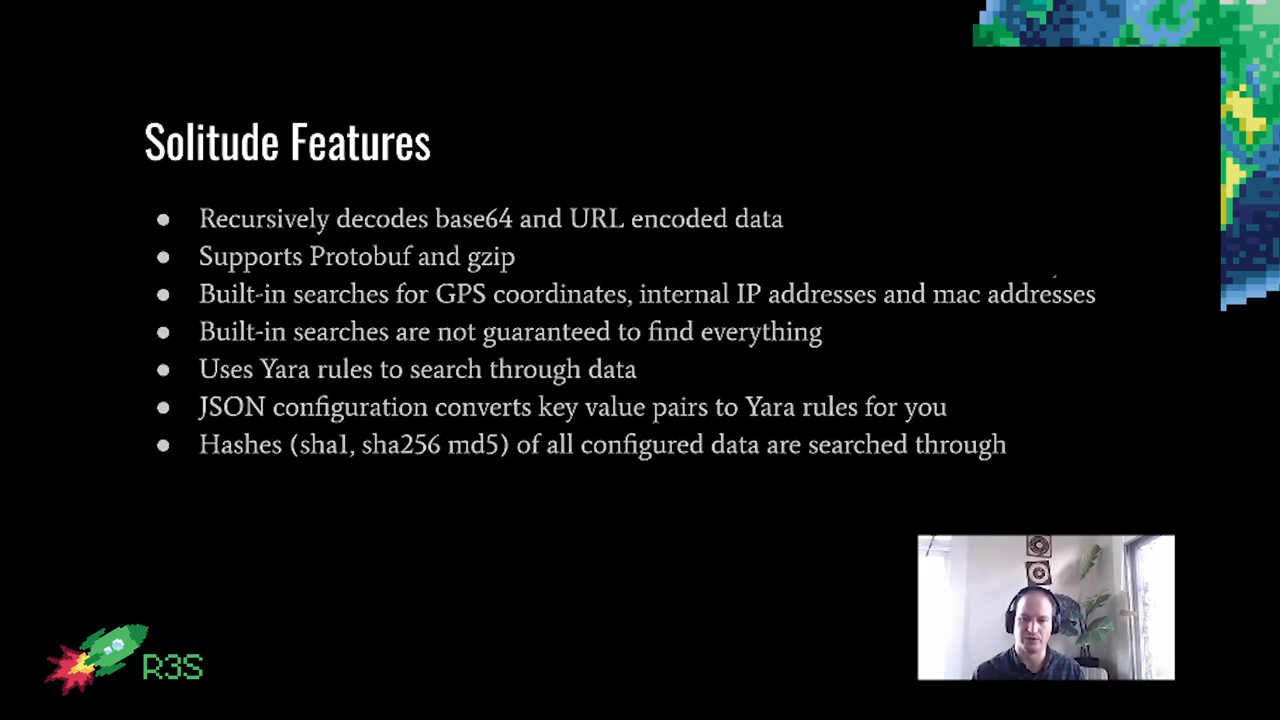 Solitude Features
● Recursively decodes base64 and URL encoded data
● Supports Protobuf and gzip
● Built-in searches for GPS coordinates, internal IP addresses and mac addresses
● Built-in searches are not guaranteed to find everything
● Uses Yara rules to search through data
● JSON configuration converts key value pairs to Yara rules for you
● Hashes (sha1, sha256 md5) of all configured data are searched through
R3S